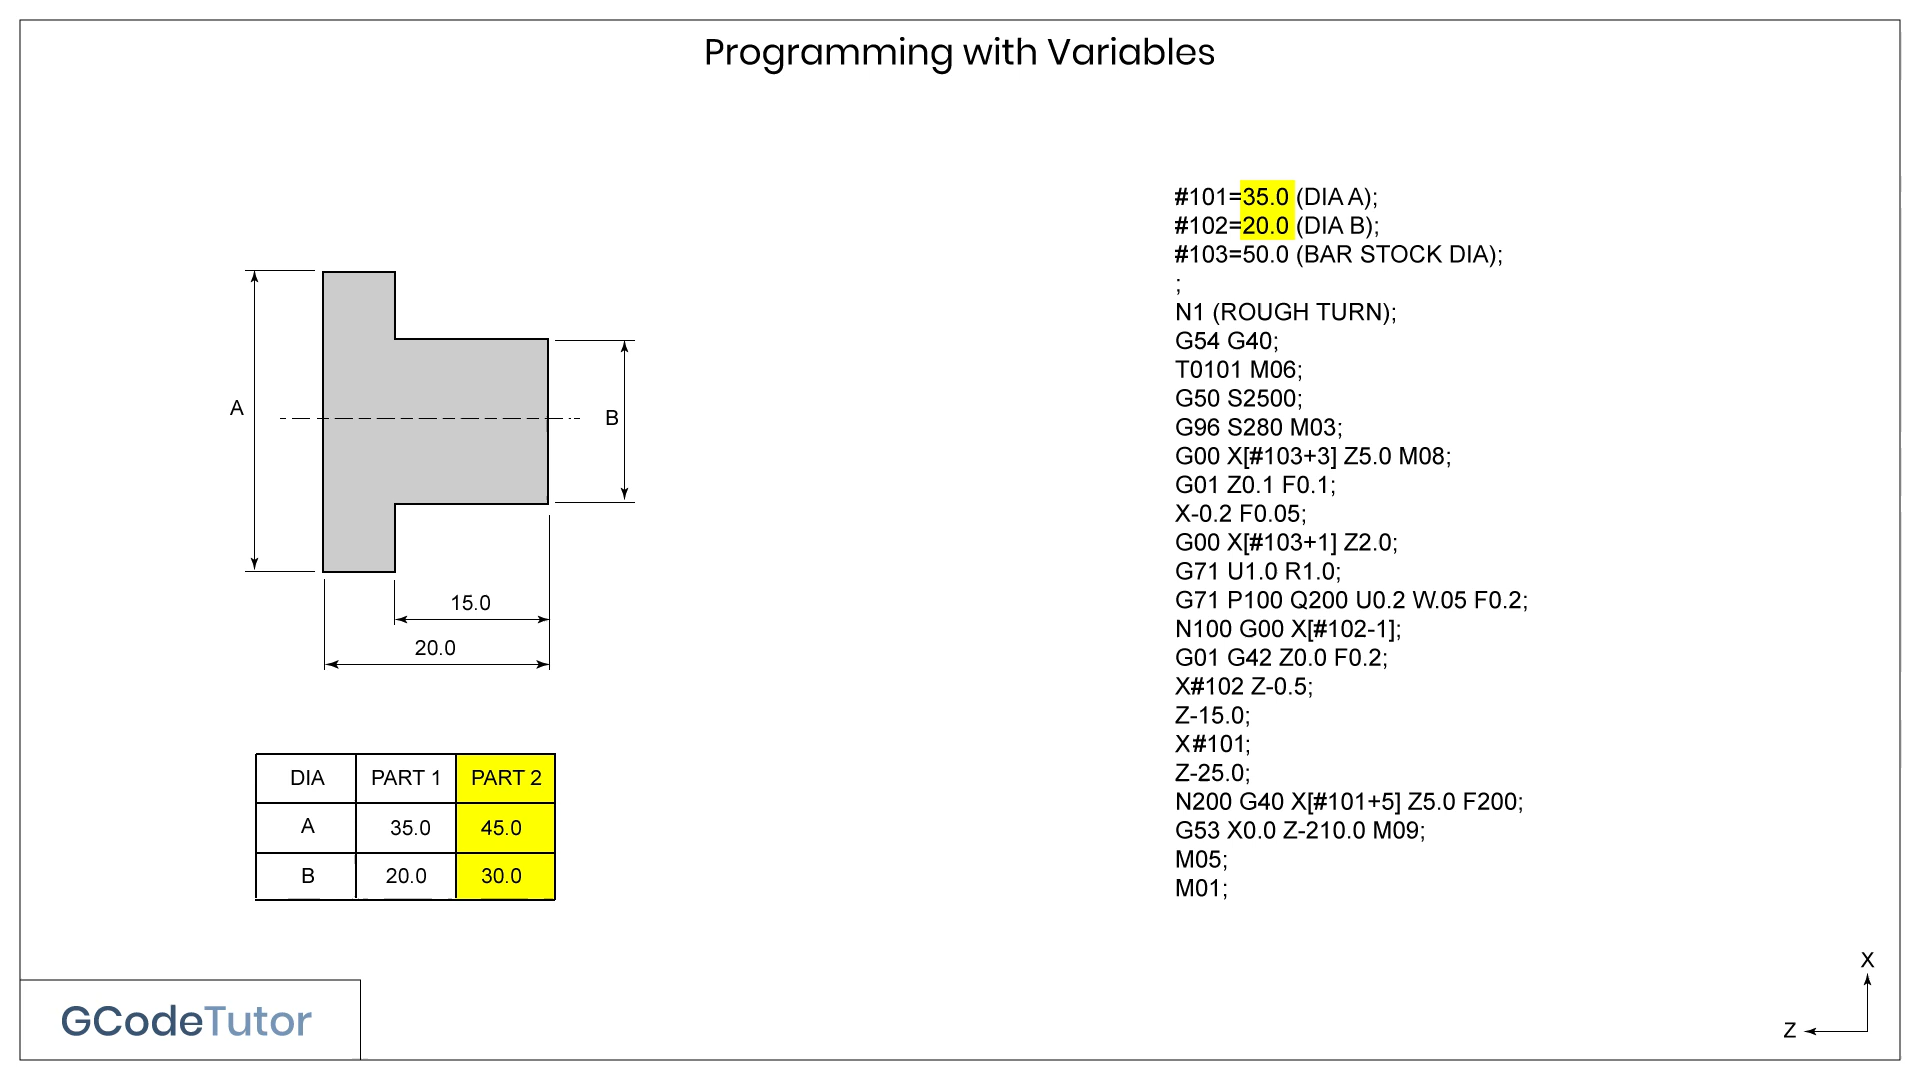 Programming with Variables
A
B
15.0
20.0
DIA PART 1 PART 2
A 35.0 45.0
B 20.0 30.0
#101=35.0 (DIA A);
#102=20.0 (DIA B);
#103=50.0 (BAR STOCK DIA);
;
N1 (ROUGH TURN);
G54 G40;
T0101 M06;
G50 S2500;
G96 S280 M03;
G00 X[#103+3] Z5.0 M08;
G01 Z0.1 F0.1;
X-0.2 F0.05;
G00 X[#103+1] Z2.0;
G71 U1.0 R1.0;
G71 P100 Q200 U0.2 W.05 F0.2;
N100 G00 X[#102-1];
G01 G42 Z0.0 F0.2;
X#102 Z-0.5;
Z-15.0;
X#101;
Z-25.0;
N200 G40 X[#101+5] Z5.0 F200;
G53 X0.0 Z-210.0 M09;
M05;
M01;
X
Z
GCodeTutor